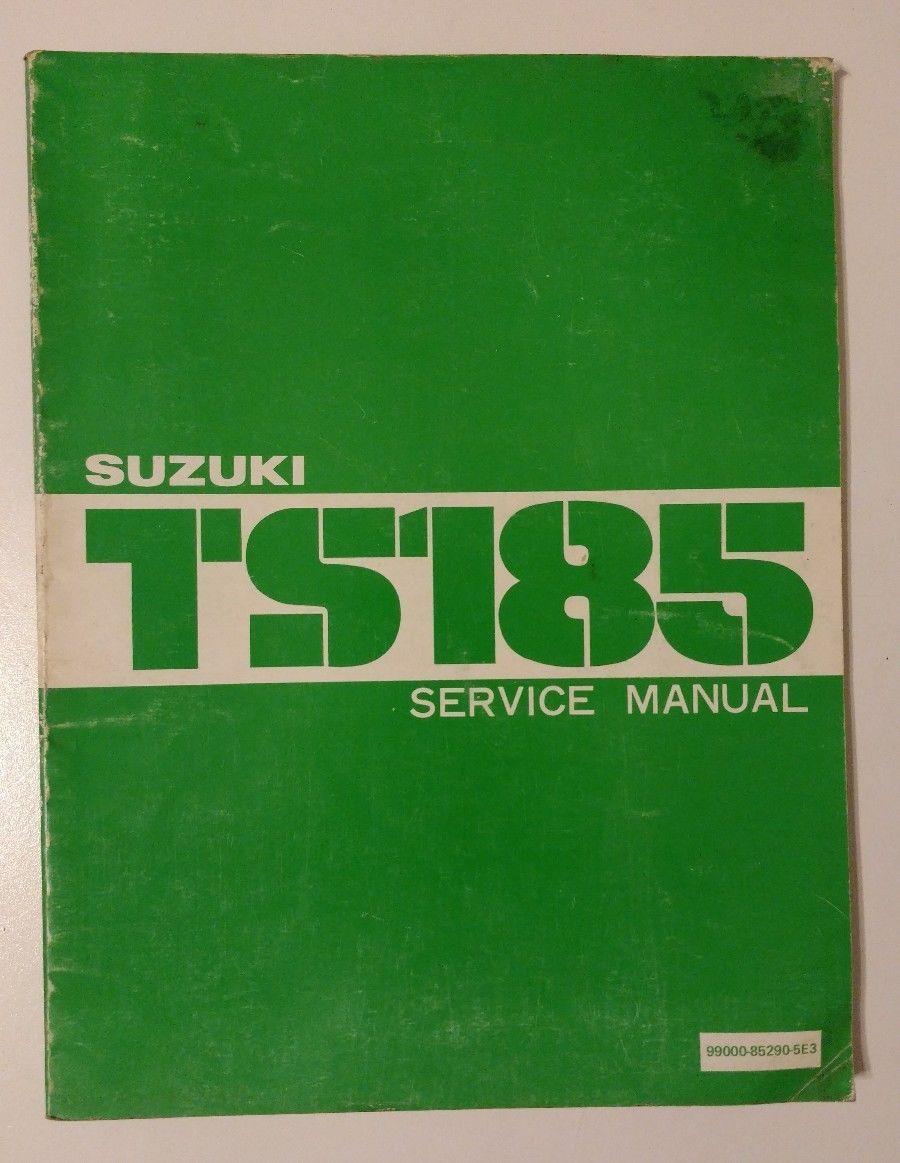 SUZUKI
TS185
SERVICE MANUAL
99000-85290-5E3